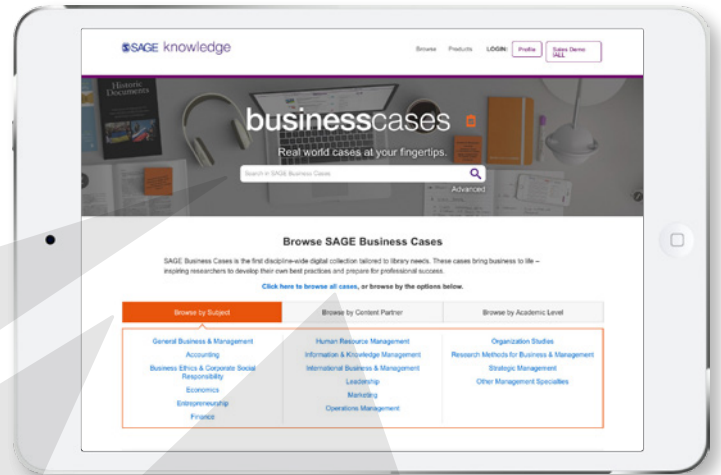 SAGE knowledge
Browse Products LOGIN: Profile Sales Demo
(ALL
Historic
Documents
businesscases
Real world cases at your fingertips.
Search in SAGE Business Cases
Advanced
Browse SAGE Business Cases
SAGE Business Cases is the first discipline-wide digital collection tailored to library needs. These cases bring business to life –
inspiring researchers to develop their own best practices and prepare for professional success.
Click here to browse all cases, or browse by the options below.
Browse by Subject Browse by Content Partner Browse by Academic Level
General Business & Management
Accounting
Business Ethics & Corporate Social
Responsibility
Economics
Entrepreneurship
Finance
Human Resource Management
Information & Knowledge Management
International Business & Management
Leadership
Marketing
Operations Management
Organization Studies
Research Methods for Business & Management
Strategic Management
Other Management Specialties